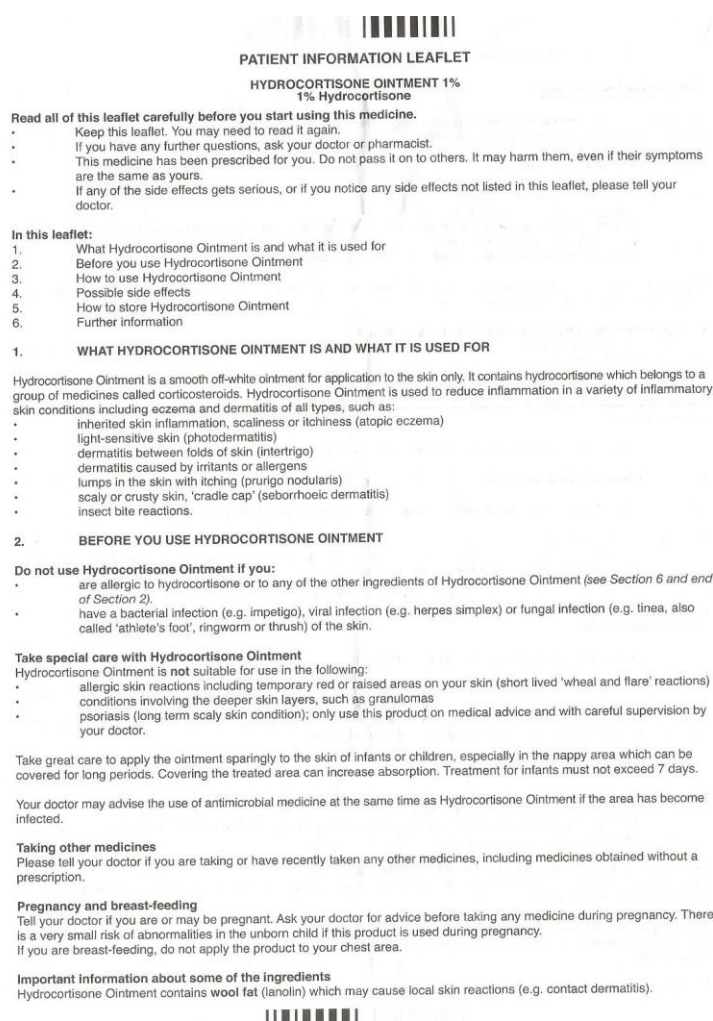 PATIENT INFORMATION LEAFLET
HYDROCORTISONE OINTMENT 1%
1% Hydrocortisone
Read all of this leaflet carefully before you start using this medicine.
• Keep this leaflet. You may need to read it again.
• If you have any further questions, ask your doctor or pharmacist.
• This medicine has been prescribed for you. Do not pass it on to others. It may harm them, even if their symptoms
are the same as yours.
• If any of the side effects gets serious, or if you notice any side effects not listed in this leaflet, please tell your
doctor.
In this leaflet:
1. What Hydrocortisone Ointment is and what it is used for
2. Before you use Hydrocortisone Ointment
3. How to use Hydrocortisone Ointment
4. Possible side effects
5. How to store Hydrocortisone Ointment
6. Further information
1. WHAT HYDROCORTISONE OINTMENT IS AND WHAT IT IS USED FOR
Hydrocortisone Ointment is a smooth off-white ointment for application to the skin only. It contains hydrocortisone which belongs to a
group of medicines called corticosteroids. Hydrocortisone Ointment is used to reduce inflammation in a variety of inflammatory
skin conditions including eczema and dermatitis of all types, such as:
• inherited skin inflammation, scaliness or itchiness (atopic eczema)
• light-sensitive skin (photodermatitis)
• dermatitis between folds of skin (intertrigo)
• dermatitis caused by irritants or allergens
• lumps in the skin with itching (prurigo nodularis)
• scaly or crusty skin, 'cradle cap' (seborrhoeic dermatitis)
• insect bite reactions.
2. BEFORE YOU USE HYDROCORTISONE OINTMENT
Do not use Hydrocortisone Ointment if you:
• are allergic to hydrocortisone or to any of the other ingredients of Hydrocortisone Ointment (see Section 6 and end
of Section 2).
• have a bacterial infection (e.g. impetigo), viral infection (e.g. herpes simplex) or fungal infection (e.g. tinea, also
called 'athlete's foot', ringworm or thrush) of the skin.
Take special care with Hydrocortisone Ointment
Hydrocortisone Ointment is not suitable for use in the following:
• allergic skin reactions including temporary red or raised areas on your skin (short lived 'wheal and flare' reactions)
• conditions involving the deeper skin layers, such as granulomas
• psoriasis (long term scaly skin condition); only use this product on medical advice and with careful supervision by
your doctor.
Take great care to apply the ointment sparingly to the skin of infants or children, especially in the nappy area which can be
covered for long periods. Covering the treated area can increase absorption. Treatment for infants must not exceed 7 days.
Your doctor may advise the use of antimicrobial medicine at the same time as Hydrocortisone Ointment if the area has become
infected.
Taking other medicines
Please tell your doctor if you are taking or have recently taken any other medicines, including medicines obtained without a
prescription.
Pregnancy and breast-feeding
Tell your doctor if you are or may be pregnant. Ask your doctor for advice before taking any medicine during pregnancy. There
is a very small risk of abnormalities in the unborn child if this product is used during pregnancy.
If you are breast-feeding, do not apply the product to your chest area.
Important information about some of the ingredients
Hydrocortisone Ointment contains wool fat (lanolin) which may cause local skin reactions (e.g. contact dermatitis).